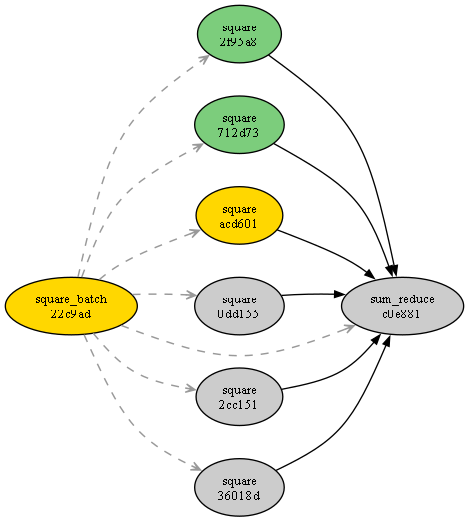 square
2f95a8
square
712d73
square
acd601
square_batch
22c9ad
square
0dd155
sum_reduce
c0e881
square
2cc151
square
36018d